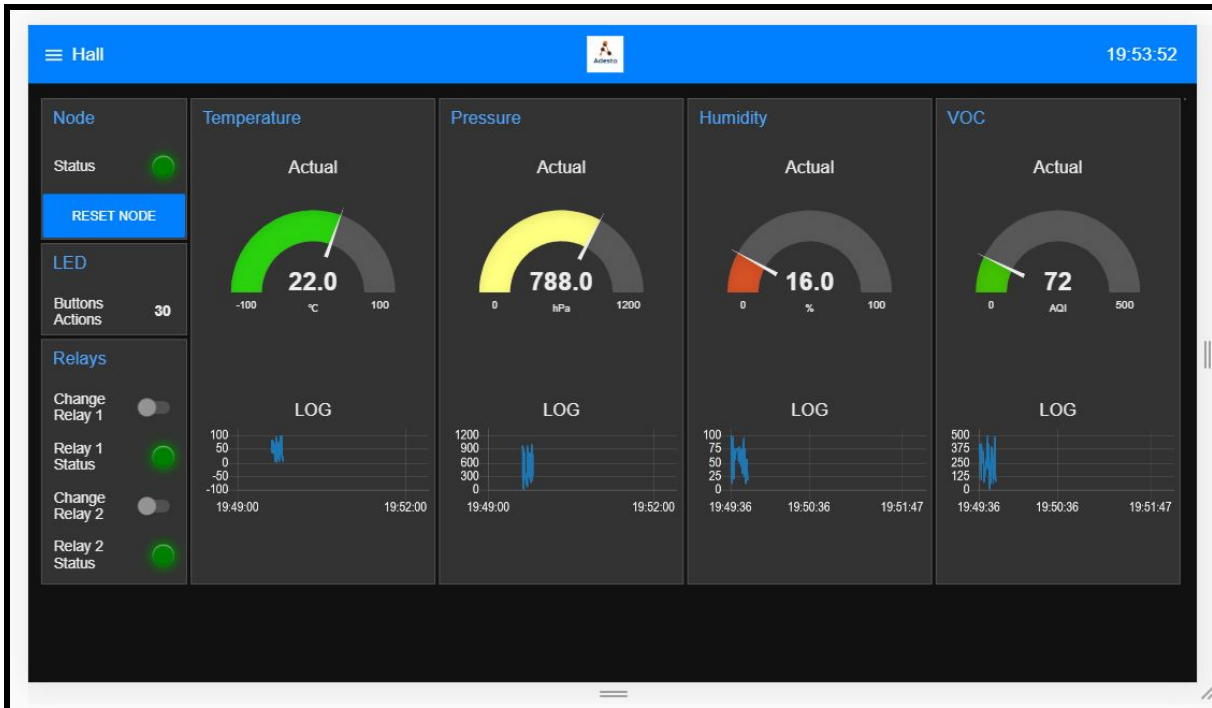 Hall
Adesto
19:53:52
Node
Status
RESET NODE
LED
Buttons
Actions
30
Relays
Change
Relay 1
Relay 1
Status
Change
Relay 2
Relay 2
Status
Temperature
Actual
22.0
-100
°C
100
LOG
100
50
0
-50
-100
19:49:00
19:52:00
Pressure
Actual
788.0
0
hPa
1200
LOG
1200
900
600
300
0
19:49:00
19:52:00
Humidity
Actual
16.0
0
%
100
LOG
100
75
50
25
0
19:49:36
19:50:36
19:51:47
VOC
Actual
72
0
AQI
500
LOG
500
375
250
125
0
19:49:36
19:50:36
19:51:47